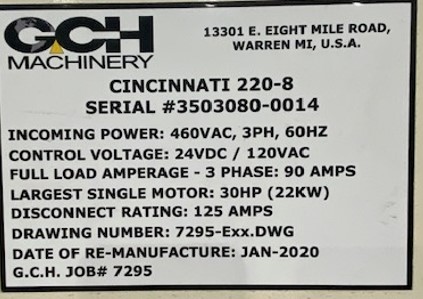 GCH
MACHINERY
13301 E. EIGHT MILE ROAD,
WARREN MI, U.S.A.
CINCINNATI 220-8
SERIAL #3503080-0014
INCOMING POWER: 460VAC, 3PH, 60HZ
CONTROL VOLTAGE: 24VDC / 120VAC
FULL LOAD AMPERAGE - 3 PHASE: 90 AMPS
LARGEST SINGLE MOTOR: 30HP (22KW)
DISCONNECT RATING: 125 AMPS
DRAWING NUMBER: 7295-Exx.DWG
DATE OF RE-MANUFACTURE: JAN-2020
G.C.H. JOB# 7295